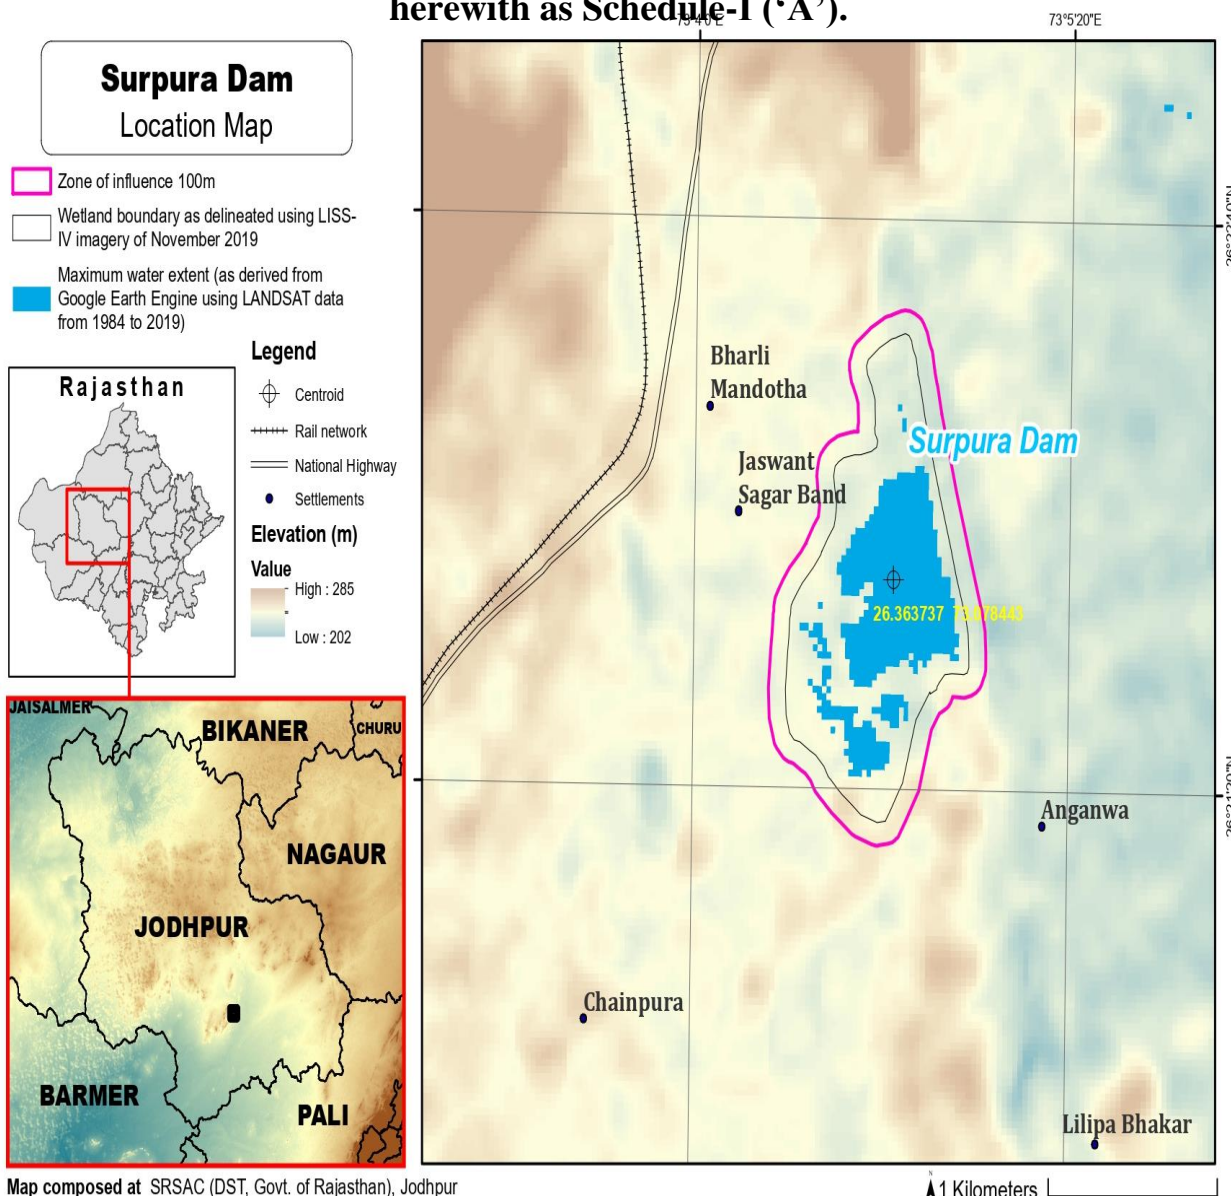 herewith as Schedule-I (‘A’).
73°5'20"E
Surpura Dam
Location Map
Zone of influence 100m
Wetland boundary as delineated using LISS-
IV imagery of November 2019
Maximum water extent (as derived from
Google Earth Engine using LANDSAT data
from 1984 to 2019)
Legend
Centroid
Rail network
National Highway
Settlements
Elevation (m)
Value
High : 285
Low : 202
Rajasthan
JAISALMER
BIKANER
CHURU
NAGAUR
JODHPUR
BARMER
PALI
Bharli
Mandotha
Surpura Dam
Jaswant
Sagar Band
26.363737
Anganwa
Chainpura
Lilipa Bhakar
Map composed at SRSAC (DST, Govt. of Rajasthan), Jodhpur
N
1 Kilometers